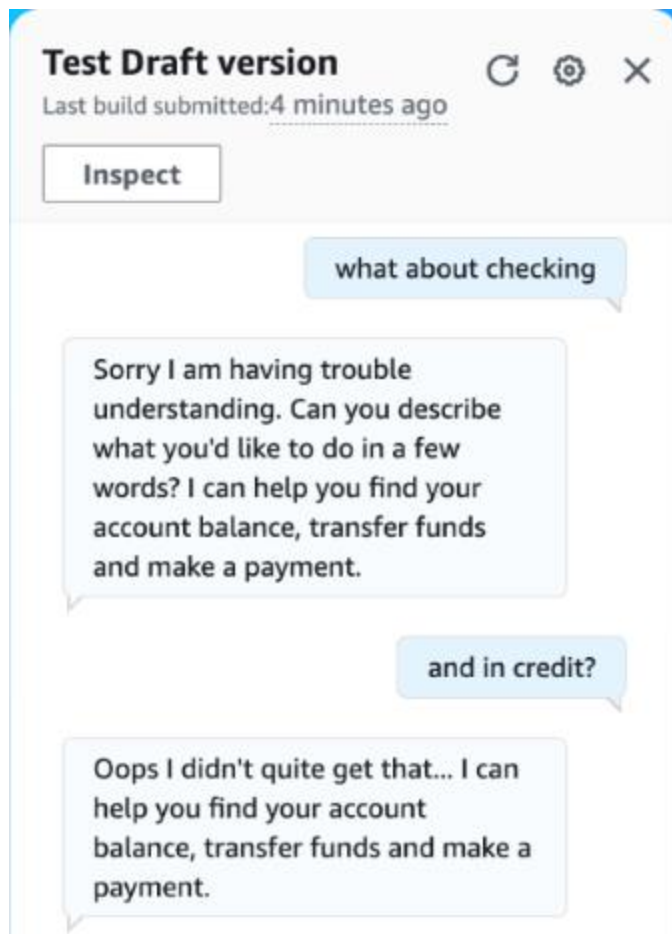 Test Draft version
Last build submitted:4 minutes ago
Inspect
what about checking
Sorry I am having trouble
understanding. Can you describe
what you'd like to do in a few
words? I can help you find your
account balance, transfer funds
and make a payment.
and in credit?
Oops I didn't quite get that... I can
help you find your account
balance, transfer funds and make a
payment.